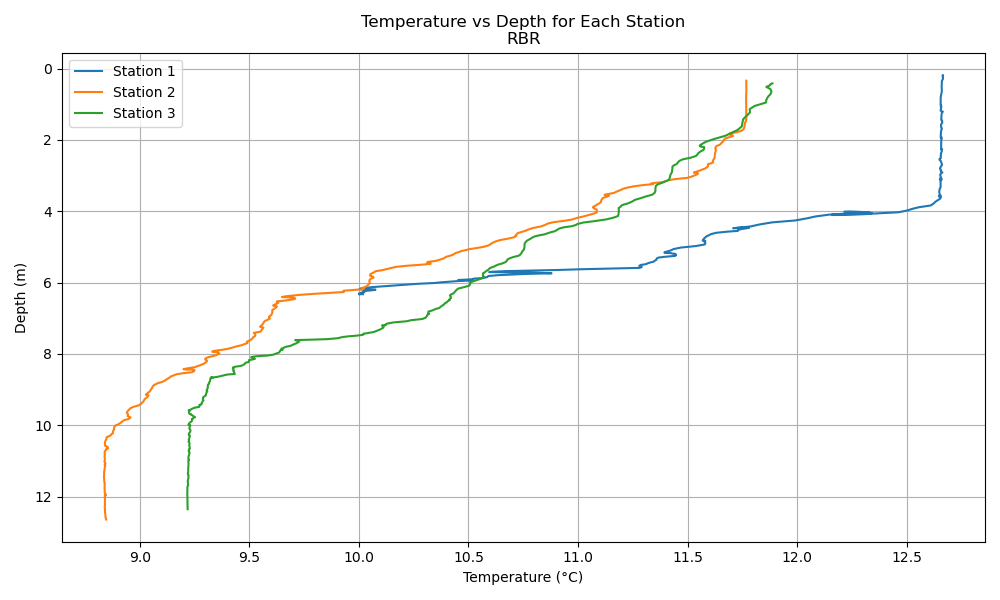 Temperature vs Depth for Each Station
RBR
Station 1
Station 2
Station 3
0
2
4
6
8
10
12
Depth (m)
9.0 9.5 10.0 10.5 11.0 11.5 12.0 12.5
Temperature (°C)